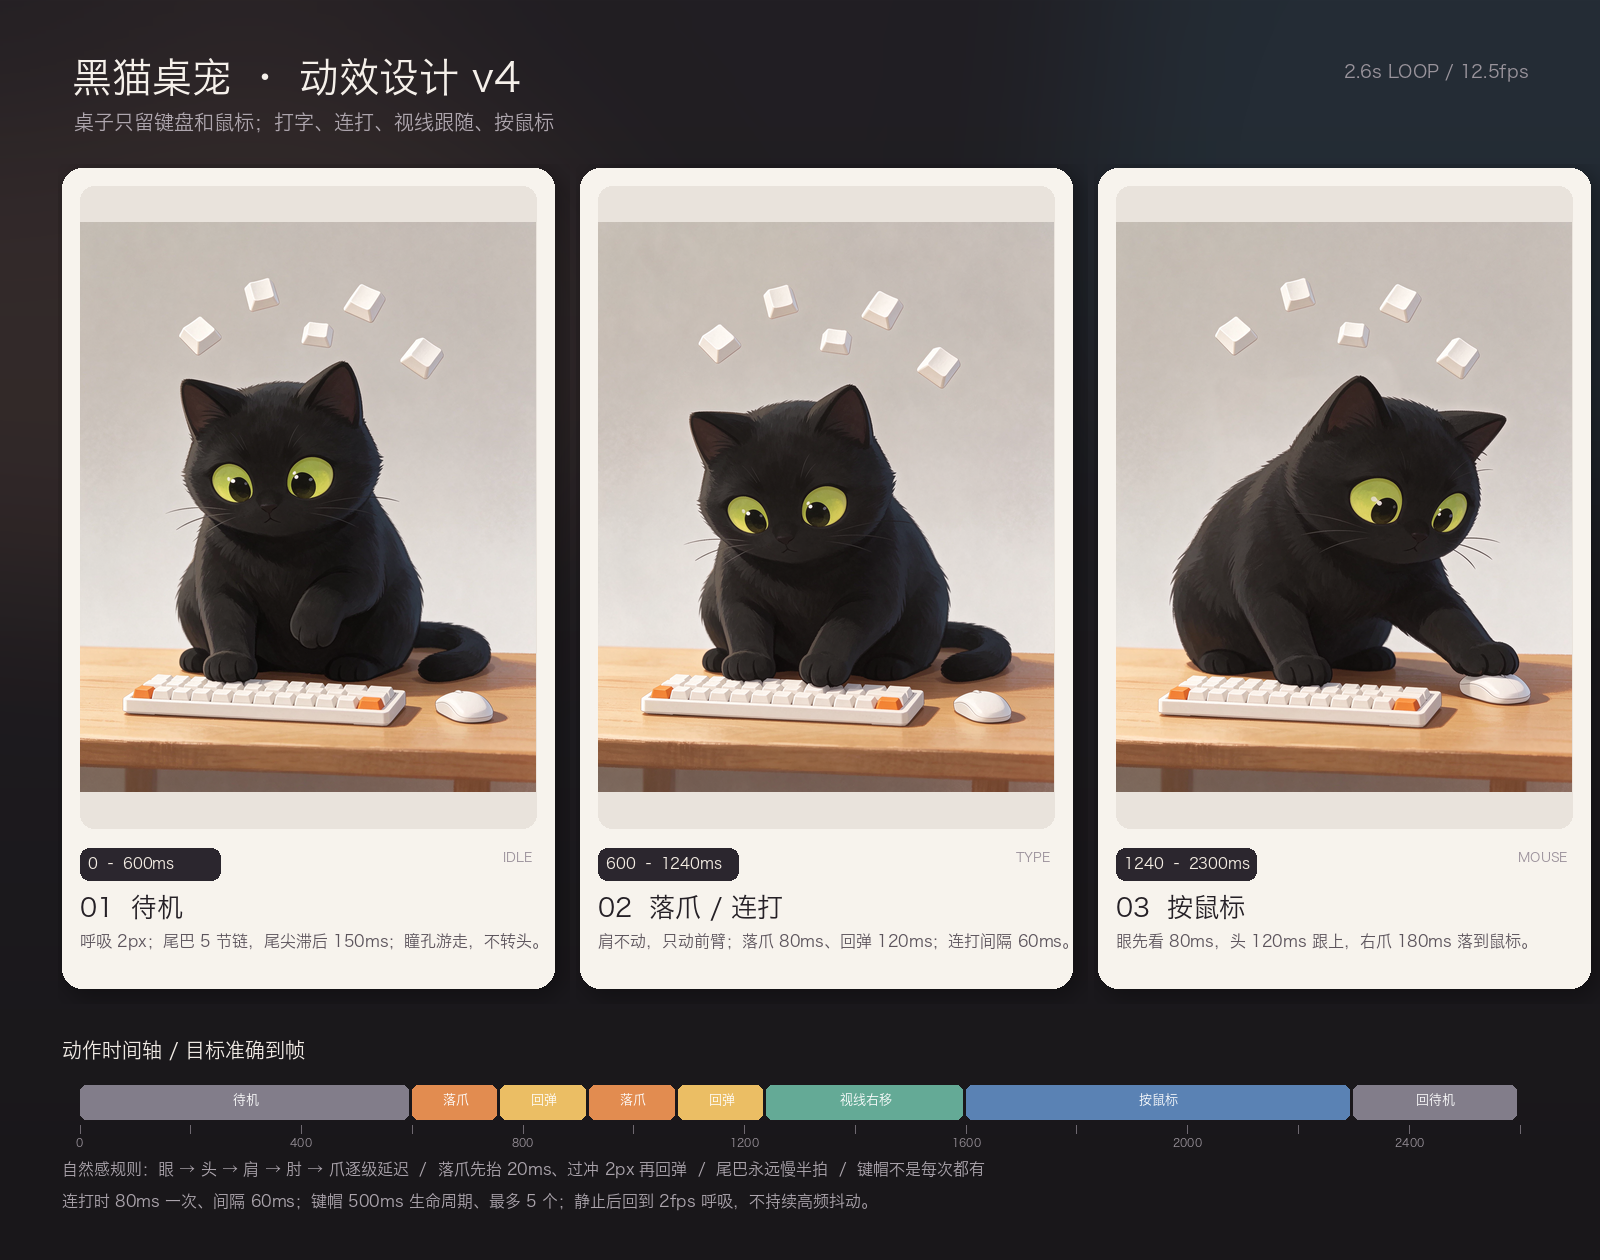 黑猫桌宠 · 动效设计 v4
2.6s LOOP / 12.5fps
桌子只留键盘和鼠标；打字、连打、视线跟随、按鼠标
0 - 600ms
IDLE
01 待机
呼吸 2px；尾巴 5 节链，尾尖滞后 150ms；瞳孔游走，不转头。
600 - 1240ms
TYPE
02 落爪 / 连打
肩不动，只动前臂；落爪 80ms、回弹 120ms；连打间隔 60ms。
1240 - 2300ms
MOUSE
03 按鼠标
眼先看 80ms，头 120ms 跟上，右爪 180ms 落到鼠标。
动作时间轴 / 目标准确到帧
待机 落爪 回弹 落爪 回弹 视线右移 按鼠标 回待机
0 400 800 1200 1600 2000 2400
自然感规则：眼 → 头 → 肩 → 肘 → 爪逐级延迟 / 落爪先抬 20ms、过冲 2px 再回弹 / 尾巴永远慢半拍 / 键帽不是每次都有
连打时 80ms 一次、间隔 60ms；键帽 500ms 生命周期、最多 5 个；静止后回到 2fps 呼吸，不持续高频抖动。